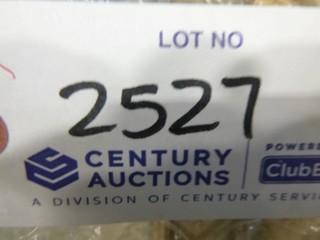 LOT NO
2527
CENTURY
AUCTIONS
A DIVISION OF CENTURY